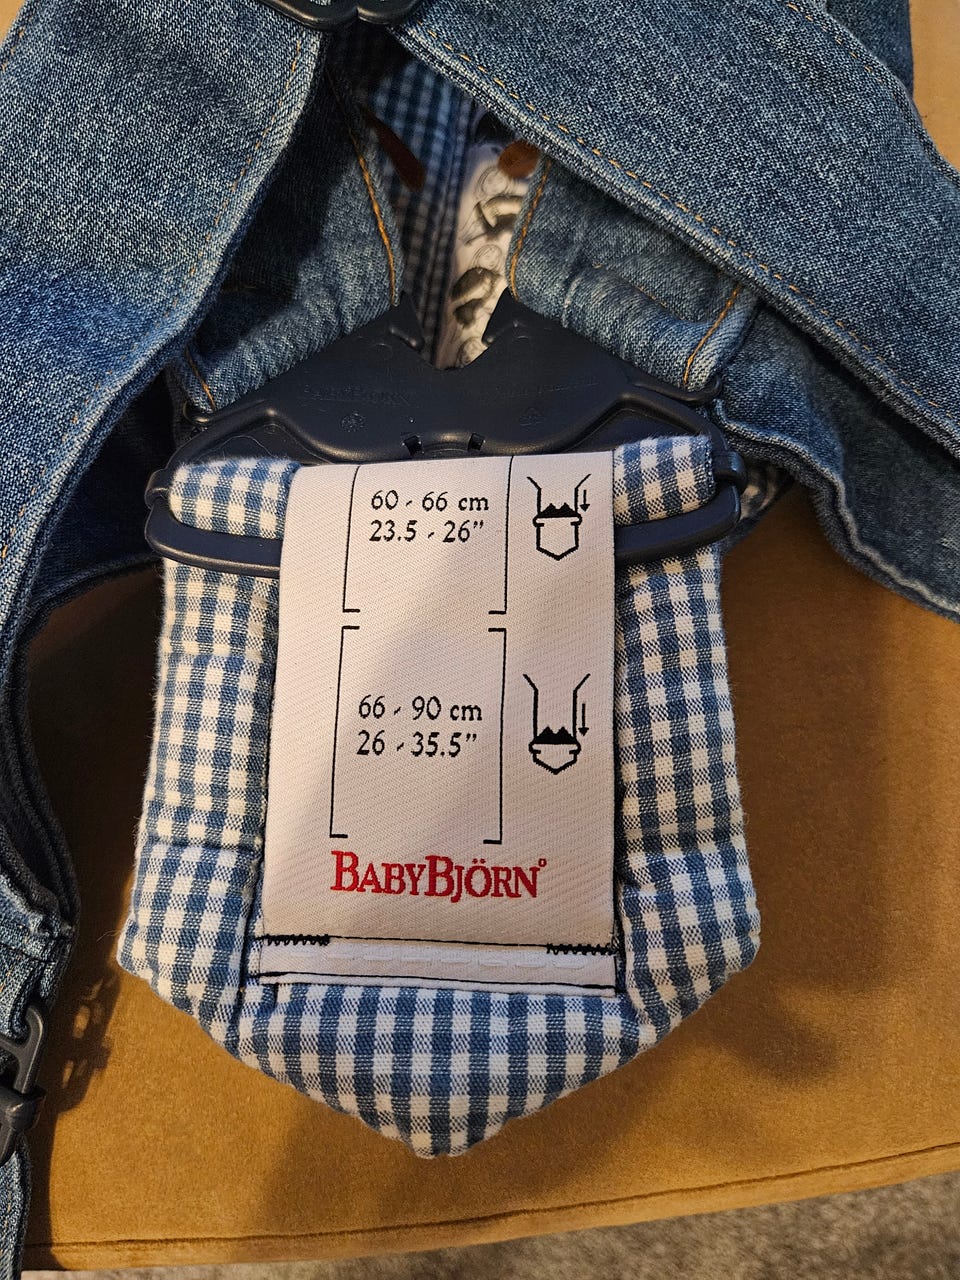 60 - 66 cm
23.5 - 26"
66 - 90 cm
26 - 35.5"
BABYBJÖRN